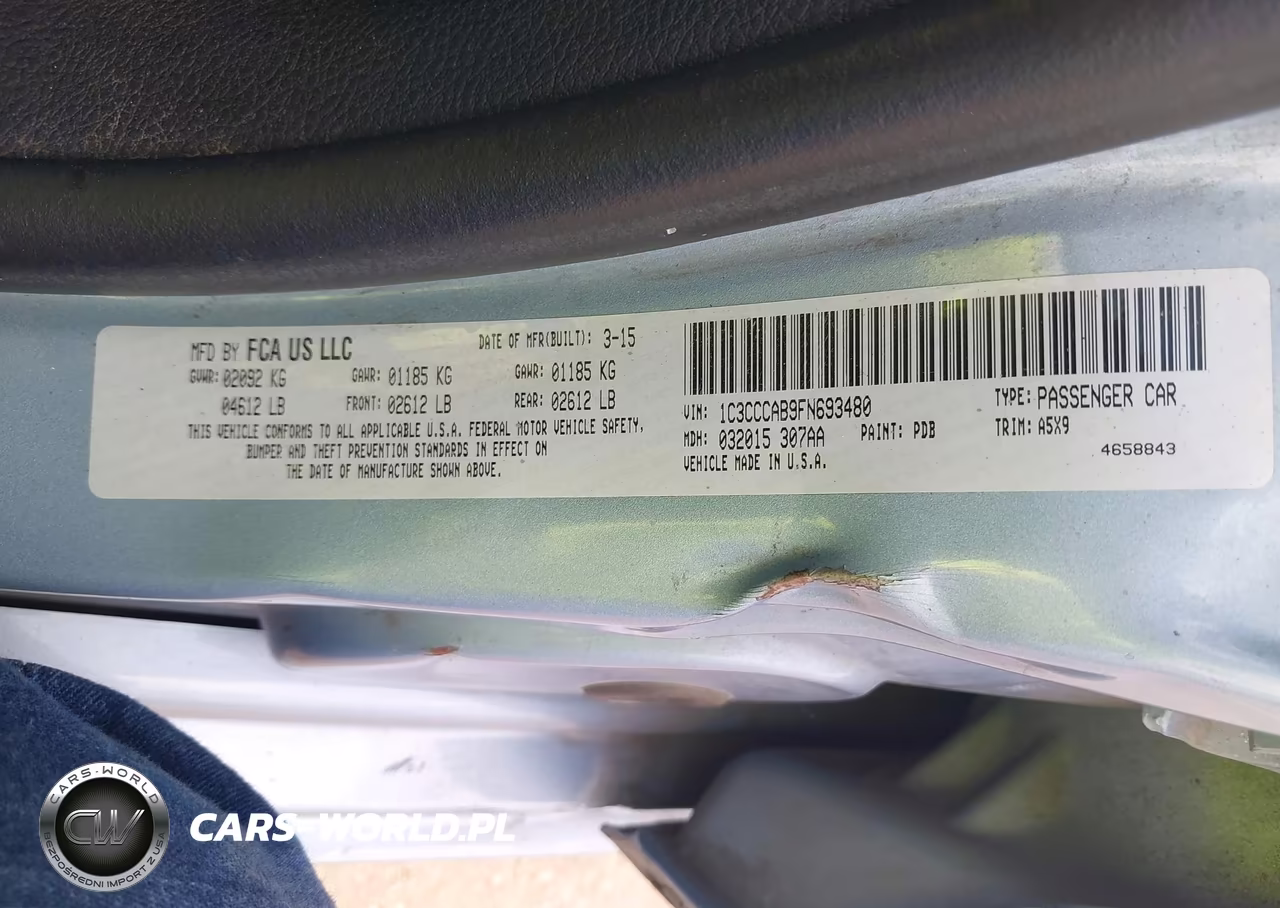 MFD BY FCA US LLC
DATE OF MFR(BUILT): 3-15
GVWR: 02092 KG
GAWR: 01185 KG
GAWR: 01185 KG
04612 LB
FRONT: 02612 LB
REAR: 02612 LB
THIS VEHICLE CONFORMS TO ALL APPLICABLE U.S.A. FEDERAL MOTOR VEHICLE SAFETY,
BUMPER AND THEFT PREVENTION STANDARDS IN EFFECT ON
THE DATE OF MANUFACTURE SHOWN ABOVE.
VIN: 1C3CCCAB9FN693480
TYPE: PASSENGER CAR
MDH: 032015 307AA
PAINT: PDB
TRIM: A5X9
VEHICLE MADE IN U.S.A.
4658843
CARS-WORLD
CW
BEZPOŚREDNI IMPORT Z USA
CARS-WORLD.PL